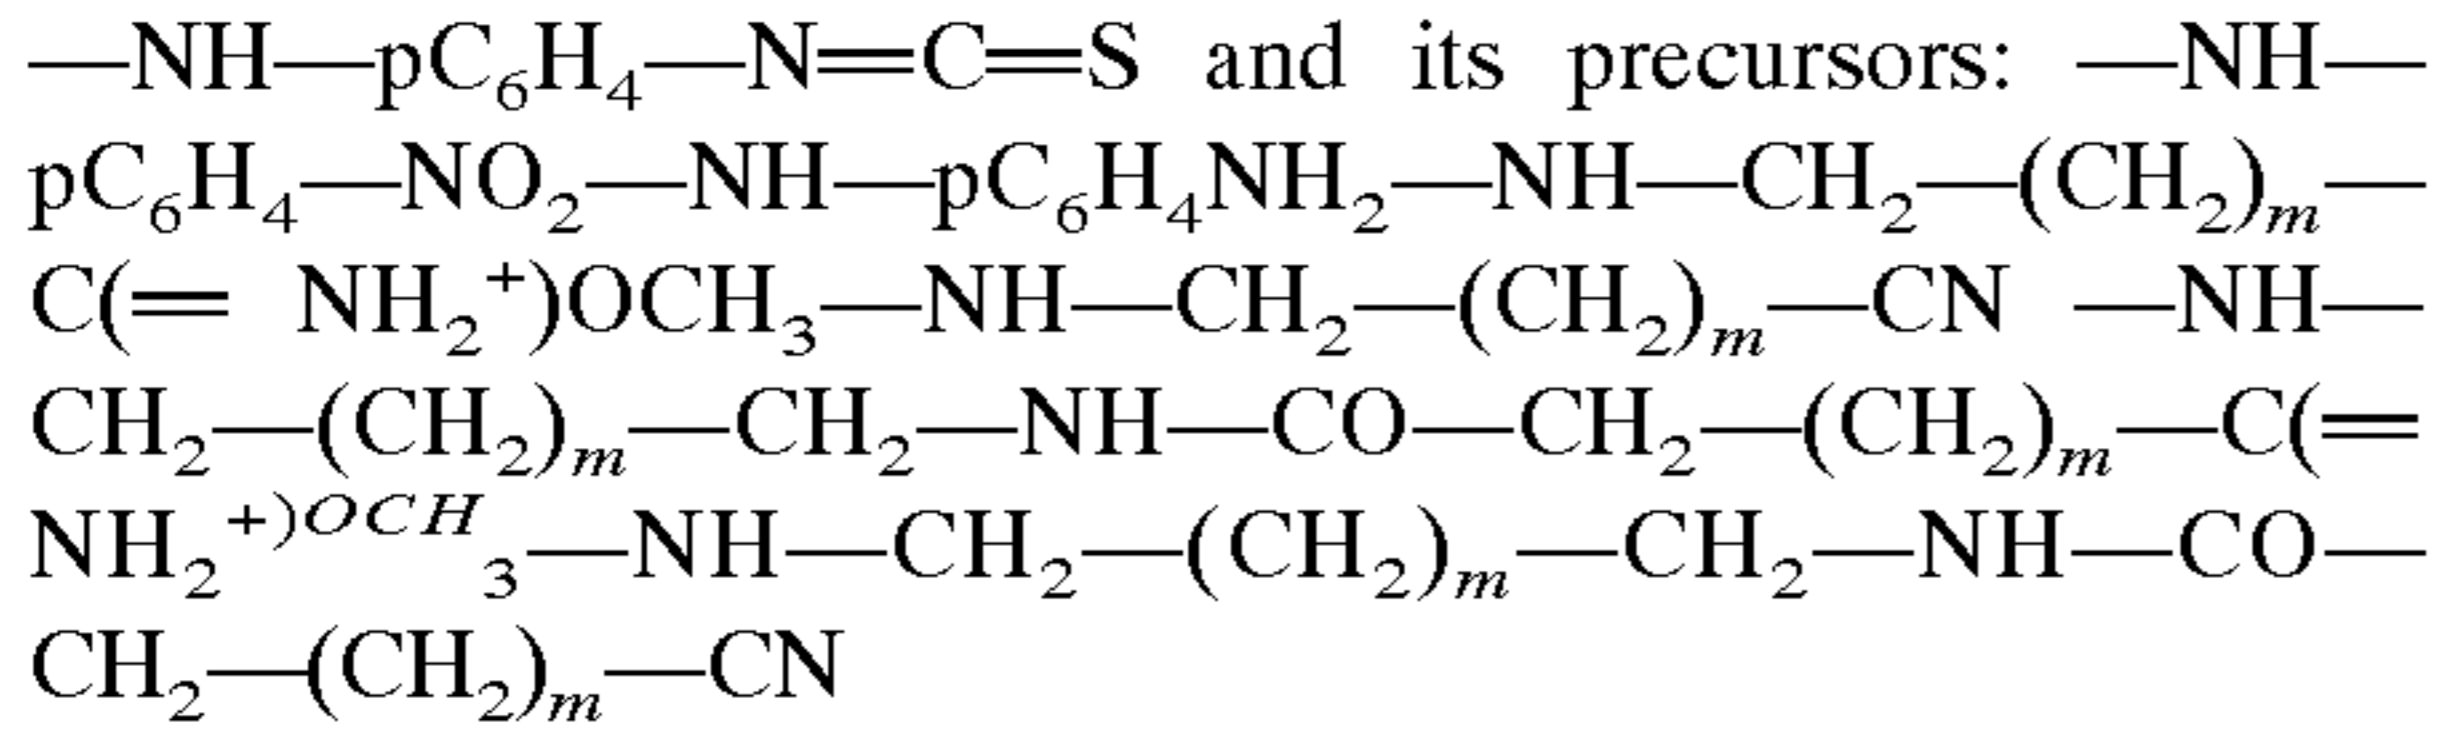 —NH—pC₆H₄—N═C═S and its precursors: —NH—
pC₆H₄—NO₂—NH—pC₆H₄NH₂—NH—CH₂—(CH₂)ₘ—
C(═ NH₂⁺)OCH₃—NH—CH₂—(CH₂)ₘ—CN —NH—
CH₂—(CH₂)ₘ—CH₂—NH—CO—CH₂—(CH₂)ₘ—C(═
NH₂⁺⁾ᴼᶜᴴ₃—NH—CH₂—(CH₂)ₘ—CH₂—NH—CO—
CH₂—(CH₂)ₘ—CN